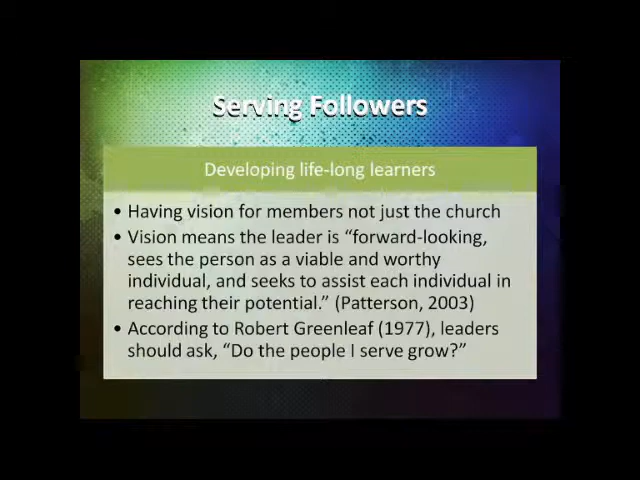 Serving Followers
Developing life-long learners
• Having vision for members not just the church
• Vision means the leader is “forward-looking,
sees the person as a viable and worthy
individual, and seeks to assist each individual in
reaching their potential.” (Patterson, 2003)
• According to Robert Greenleaf (1977), leaders
should ask, “Do the people I serve grow?”